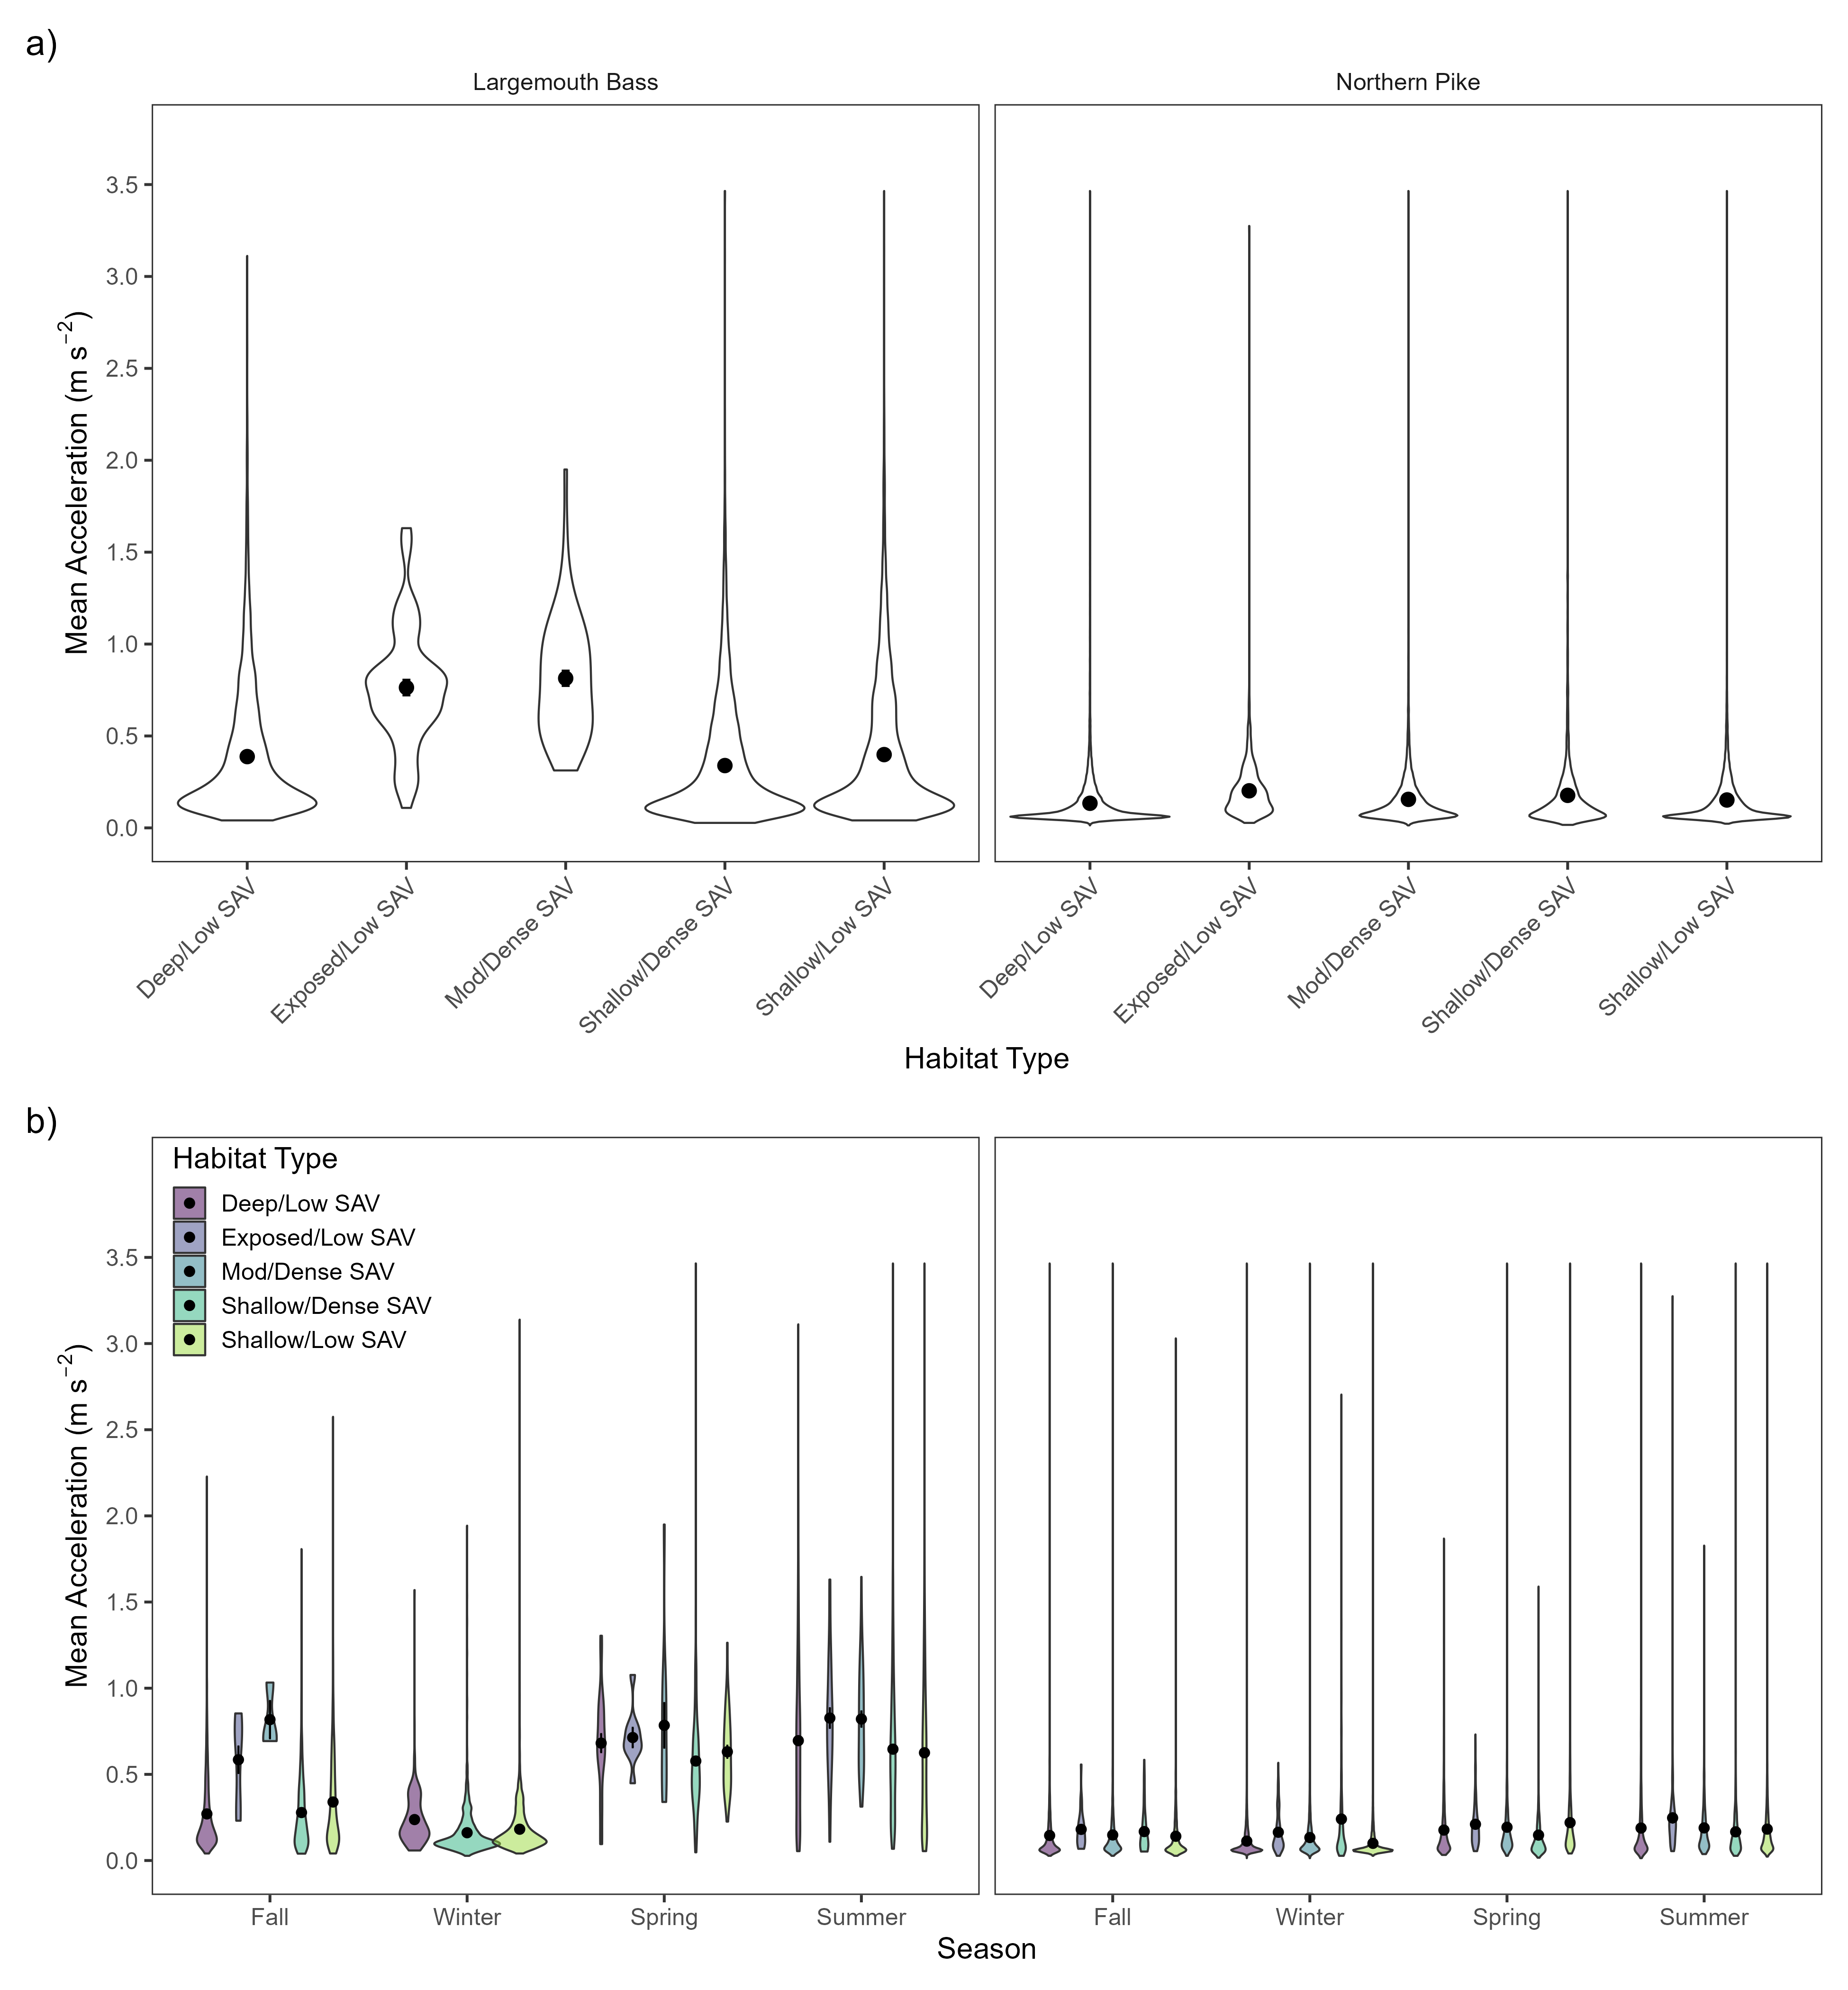 a)
Largemouth Bass
Northern Pike
Mean Acceleration (m s⁻²)
3.5
3.0
2.5
2.0
1.5
1.0
0.5
0.0
Deep/Low SAV
Exposed/Low SAV
Mod/Dense SAV
Shallow/Dense SAV
Shallow/Low SAV
Deep/Low SAV
Exposed/Low SAV
Mod/Dense SAV
Shallow/Dense SAV
Shallow/Low SAV
Habitat Type
b)
Habitat Type
Deep/Low SAV
Exposed/Low SAV
Mod/Dense SAV
Shallow/Dense SAV
Shallow/Low SAV
Mean Acceleration (m s⁻²)
3.5
3.0
2.5
2.0
1.5
1.0
0.5
0.0
Fall
Winter
Spring
Summer
Fall
Winter
Spring
Summer
Season